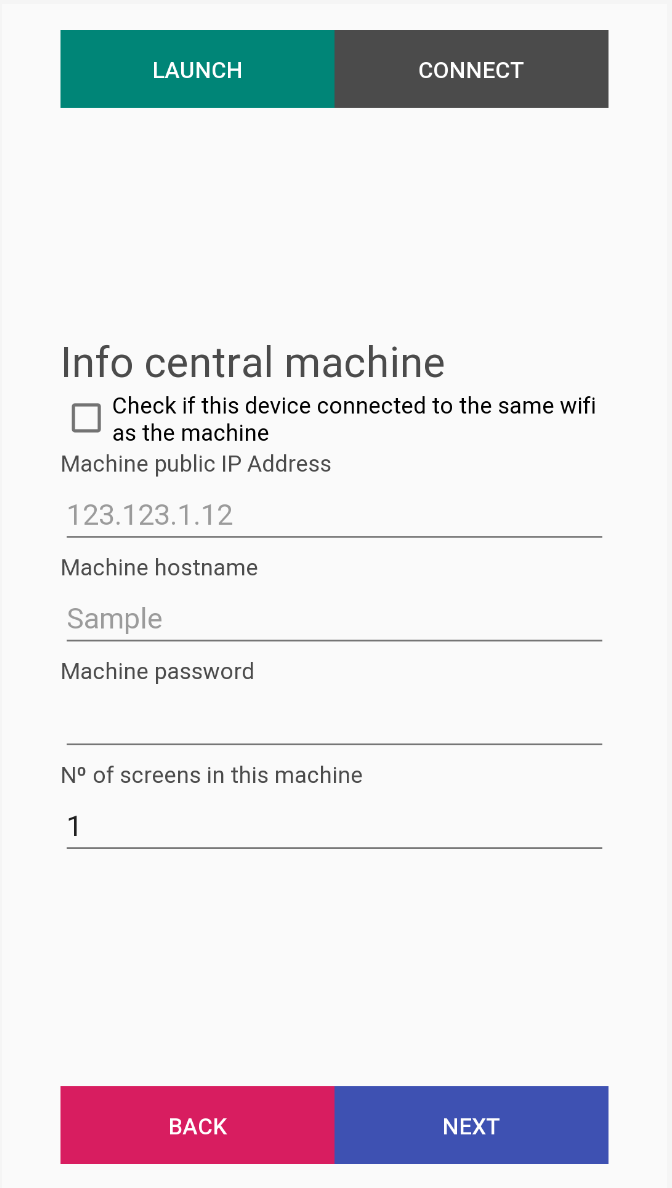 LAUNCH
CONNECT
Info central machine
Check if this device connected to the same wifi
as the machine
Machine public IP Address
123.123.1.12
Machine hostname
Sample
Machine password
Nº of screens in this machine
1
BACK
NEXT